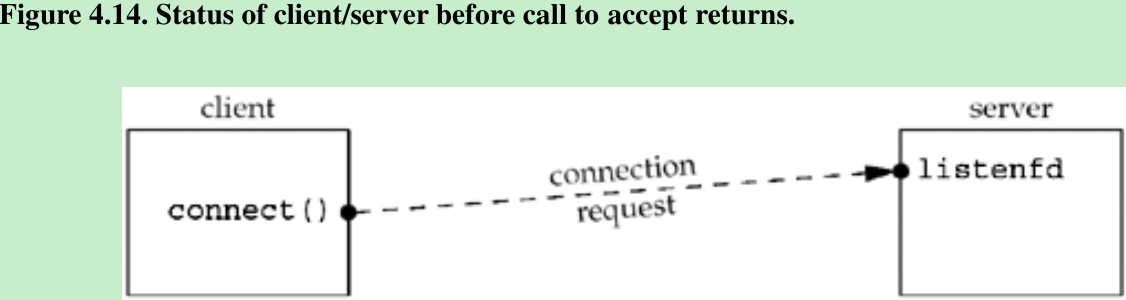 Figure 4.14. Status of client/server before call to accept returns.
client
server
connection
listenfd
connect()
request